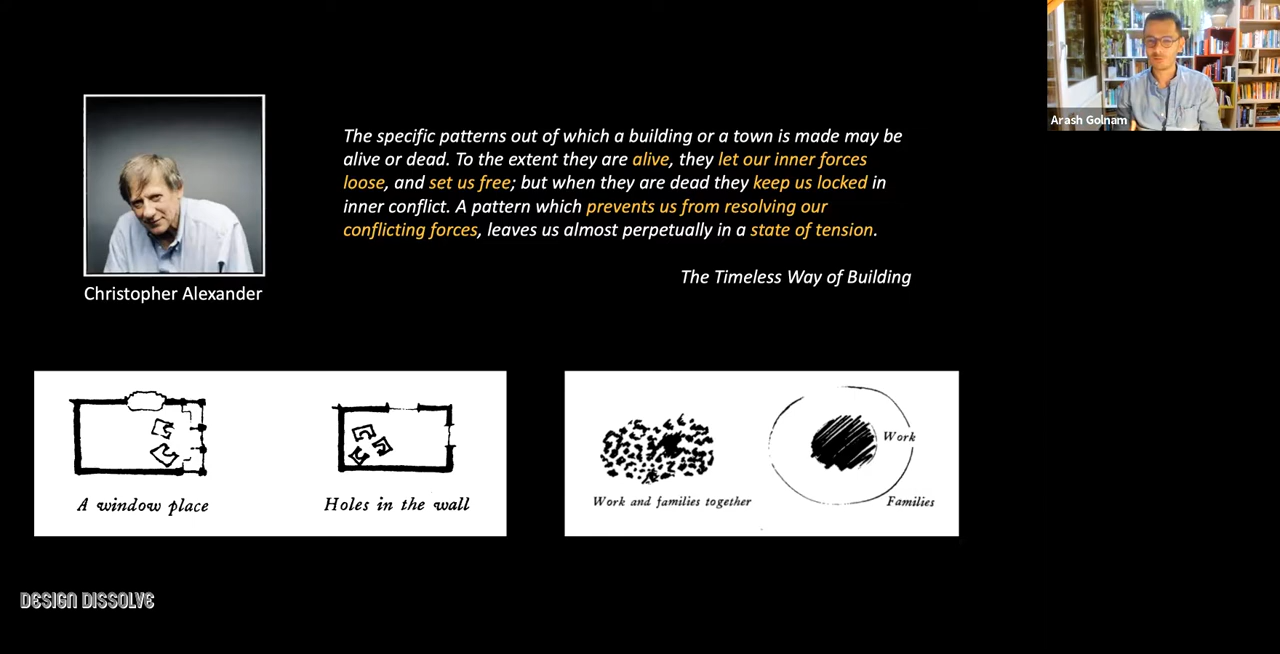 Arash Golnam
The specific patterns out of which a building or a town is made may be
alive or dead. To the extent they are alive, they let our inner forces
loose, and set us free; but when they are dead they keep us locked in
inner conflict. A pattern which prevents us from resolving our
conflicting forces, leaves us almost perpetually in a state of tension.
The Timeless Way of Building
Christopher Alexander
A window place
Holes in the wall
Work and families together
Work
Families
DESIGN DISSOLVE